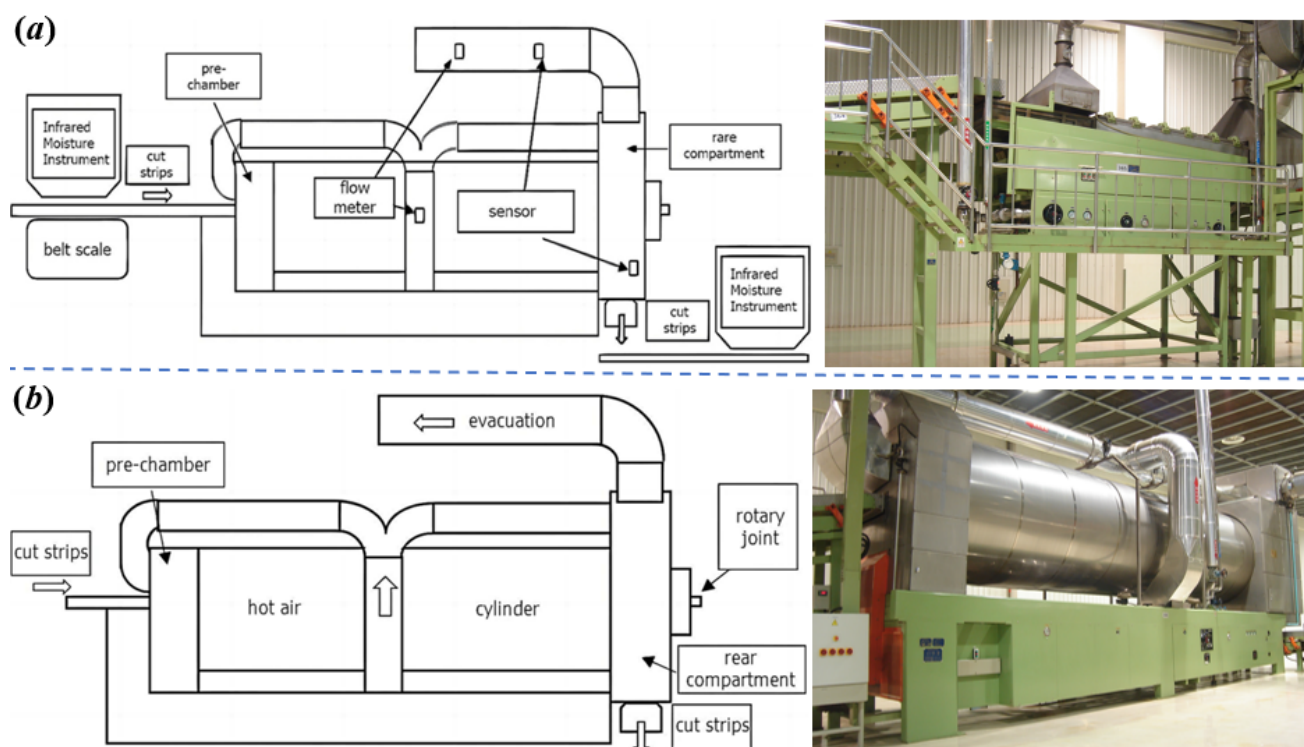 (a)
pre-
chamber
Infrared
Moisture
Instrument
cut
strips
belt scale
flow
meter
sensor
rare compartment
cut
strips
Infrared
Moisture
Instrument
(b)
evacuation
pre-chamber
cut strips
hot air
cylinder
rotary
joint
rear
compartment
cut strips